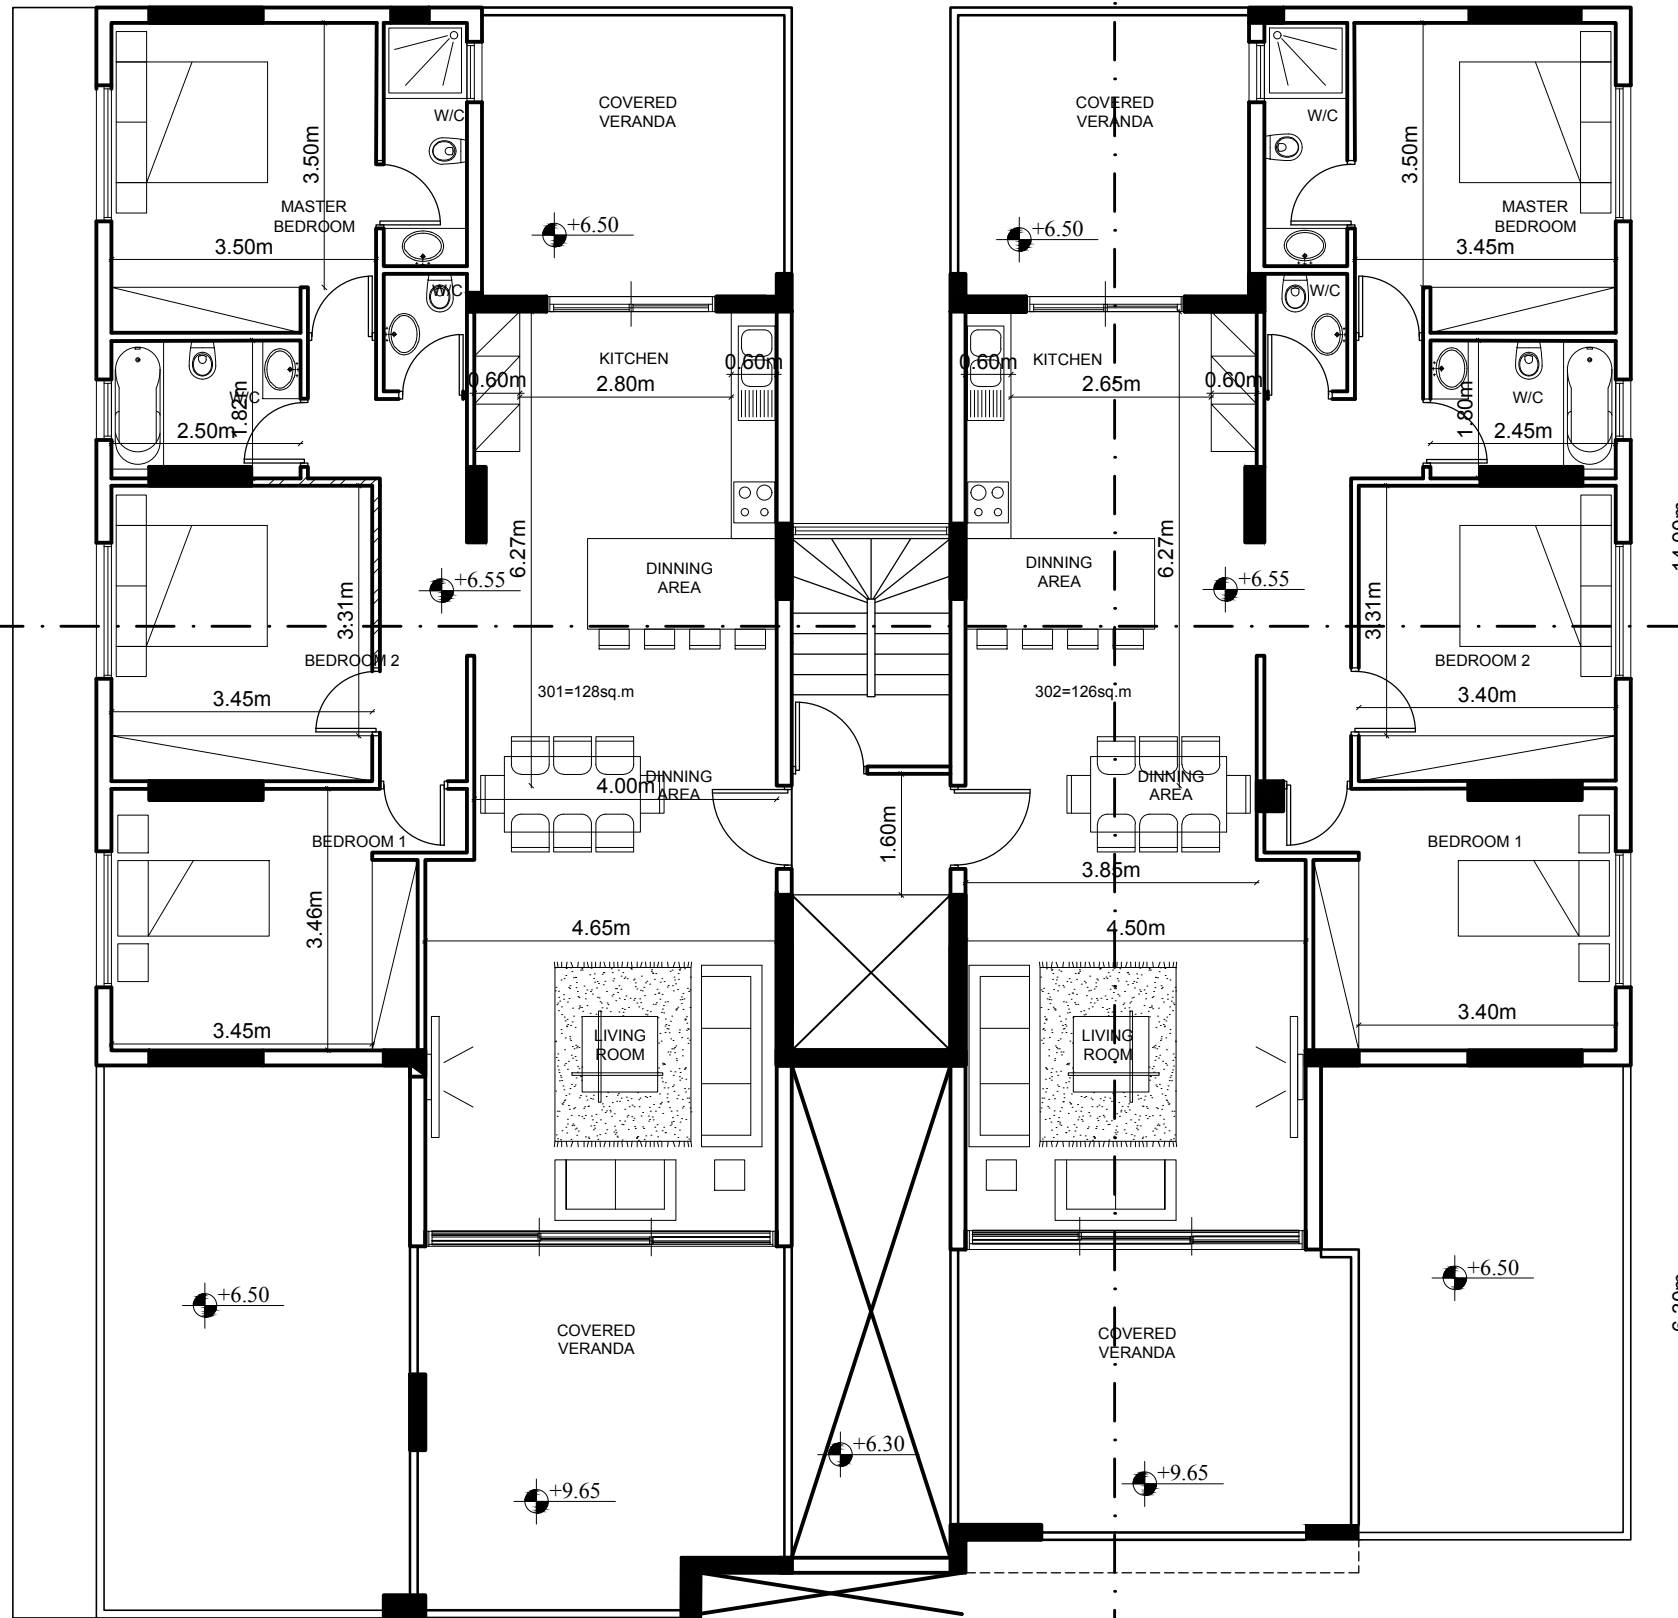 COVERED
VERANDA
COVERED
VERANDA
W/C
W/C
3.50m
3.50m
MASTER
BEDROOM
MASTER
BEDROOM
+6.50
+6.50
3.50m
3.45m
W/C
W/C
KITCHEN
KITCHEN
0.60m
2.80m
0.60m
0.60m
2.65m
0.60m
W/C
1.82m
2.50m
W/C
1.80m
2.45m
14.00m
6.27m
6.27m
DINNING
AREA
DINNING
AREA
+6.55
+6.55
3.31m
3.31m
BEDROOM 2
BEDROOM 2
301=128sq.m
302=126sq.m
3.45m
3.40m
DINNING
AREA
4.00m
DINNING
AREA
1.60m
BEDROOM 1
BEDROOM 1
3.85m
3.46m
4.65m
4.50m
3.45m
LIVING
ROOM
LIVING
ROOM
3.40m
+6.50
+6.50
6.30m
COVERED
VERANDA
COVERED
VERANDA
+6.30
+9.65
+9.65